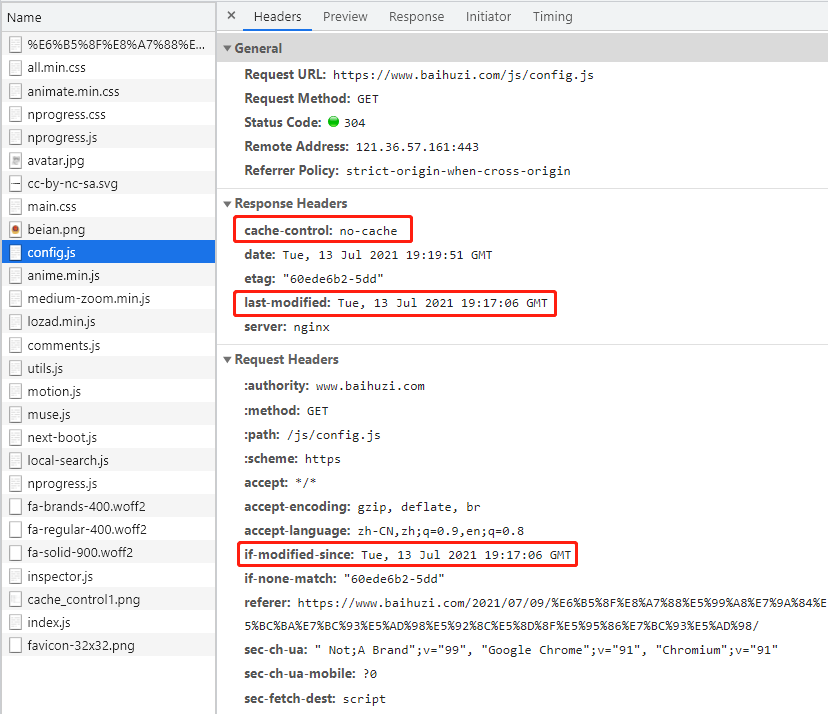 Name
%E6%B5%8F%E8%A7%88%E...
all.min.css
animate.min.css
nprogress.css
nprogress.js
avatar.jpg
cc-by-nc-sa.svg
main.css
beian.png
config.js
anime.min.js
medium-zoom.min.js
lozad.min.js
comments.js
utils.js
motion.js
muse.js
next-boot.js
local-search.js
nprogress.js
fa-brands-400.woff2
fa-regular-400.woff2
fa-solid-900.woff2
inspector.js
cache_control1.png
index.js
favicon-32x32.png
× Headers Preview Response Initiator Timing
General
Request URL: https://www.baihuzi.com/js/config.js
Request Method: GET
Status Code: 304
Remote Address: 121.36.57.161:443
Referrer Policy: strict-origin-when-cross-origin
Response Headers
cache-control: no-cache
date: Tue, 13 Jul 2021 19:19:51 GMT
etag: "60ede6b2-5dd"
last-modified: Tue, 13 Jul 2021 19:17:06 GMT
server: nginx
Request Headers
:authority: www.baihuzi.com
:method: GET
:path: /js/config.js
:scheme: https
accept: */*
accept-encoding: gzip, deflate, br
accept-language: zh-CN,zh;q=0.9,en;q=0.8
if-modified-since: Tue, 13 Jul 2021 19:17:06 GMT
if-none-match: "60ede6b2-5dd"
referer: https://www.baihuzi.com/2021/07/09/%E6%B5%8F%E8%A7%88%E5%99%A8%E7%9A%84%E
5%BC%BA%E7%BC%93%E5%AD%98%E5%92%8C%E5%8D%8F%E5%95%86%E7%BC%93%E5%AD%98/
sec-ch-ua: " Not;A Brand";v="99", "Google Chrome";v="91", "Chromium";v="91"
sec-ch-ua-mobile: ?0
sec-fetch-dest: script